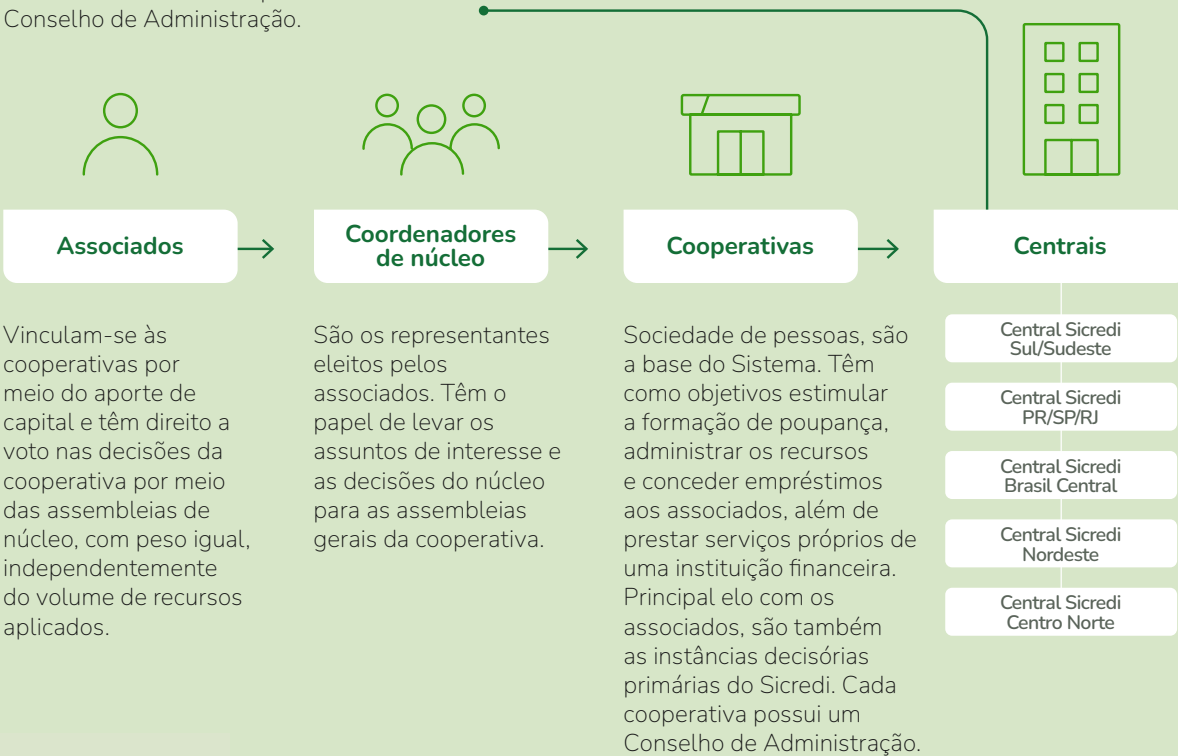 Conselho de Administração.
Associados
Vinculam-se às
cooperativas por
meio do aporte de
capital e têm direito a
voto nas decisões da
cooperativa por meio
das assembleias de
núcleo, com peso igual,
independentemente
do volume de recursos
aplicados.
Coordenadores
de núcleo
São os representantes
eleitos pelos
associados. Têm o
papel de levar os
assuntos de interesse e
as decisões do núcleo
para as assembleias
gerais da cooperativa.
Cooperativas
Sociedade de pessoas, são
a base do Sistema. Têm
como objetivos estimular
a formação de poupança,
administrar os recursos
e conceder empréstimos
aos associados, além de
prestar serviços próprios de
uma instituição financeira.
Principal elo com os
associados, são também
as instâncias decisórias
primárias do Sicredi. Cada
cooperativa possui um
Conselho de Administração.
Centrais
Central Sicredi
Sul/Sudeste
Central Sicredi
PR/SP/RJ
Central Sicredi
Brasil Central
Central Sicredi
Nordeste
Central Sicredi
Centro Norte